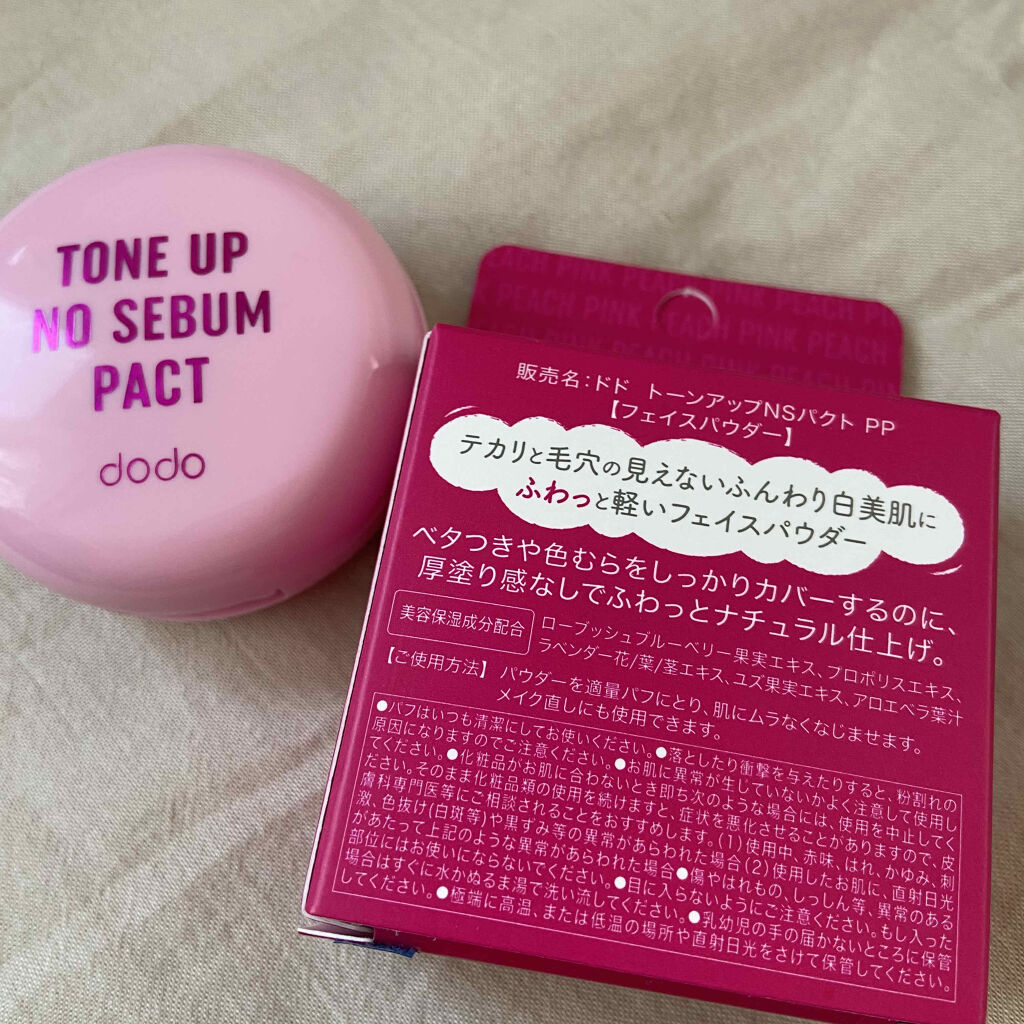 TONE UP
NO SEBUM
PACT
dodo
EACH PINK PEACH PINK PEACH PI
K PEACH PINK PEACH PINK PEACH
販売名:ドド トーンアップNSパクト PP
【フェイスパウダー】
テカリと毛穴の見えないふんわり白美肌に
ふわっと軽いフェイスパウダー
ベタつきや色むらをしっかりカバーするのに、
厚塗り感なしでふわっとナチュラル仕上げ。
美容保湿成分配合
ローブッシュブルーベリー果実エキス、プロポリスエキス、
ラベンダー花/葉/茎エキス、ユズ果実エキス、アロエベラ葉汁
【ご使用方法】 パウダーを適量パフにとり、肌にムラなくなじませます。
メイク直しにも使用できます。
●パフはいつも清潔にしてお使いください。●落としたり衝撃を与えたりすると、粉割れの
原因になりますのでご注意ください。●お肌に異常が生じていないかよく注意して使用し
てください。●化粧品がお肌に合わないとき即ち次のような場合には、使用を中止してく
ださい。そのまま化粧品類の使用を続けますと、症状を悪化させることがありますので、皮
膚科専門医等にご相談されることをおすすめします。(1)使用中、赤味、はれ、かゆみ、刺
激、色抜け(白斑等)や黒ずみ等の異常があらわれた場合(2)使用したお肌に、直射日光
があたって上記のような異常があらわれた場合●傷やはれもの、しっしん等、異常のある
部位にはお使いにならないでください。●目に入らないようにご注意ください。もし入った
場合はすぐに水かぬるま湯で洗い流してください。●乳幼児の手の届かないところに保管
してください。●極端に高温、または低温の場所や直射日光をさけて保管してください。